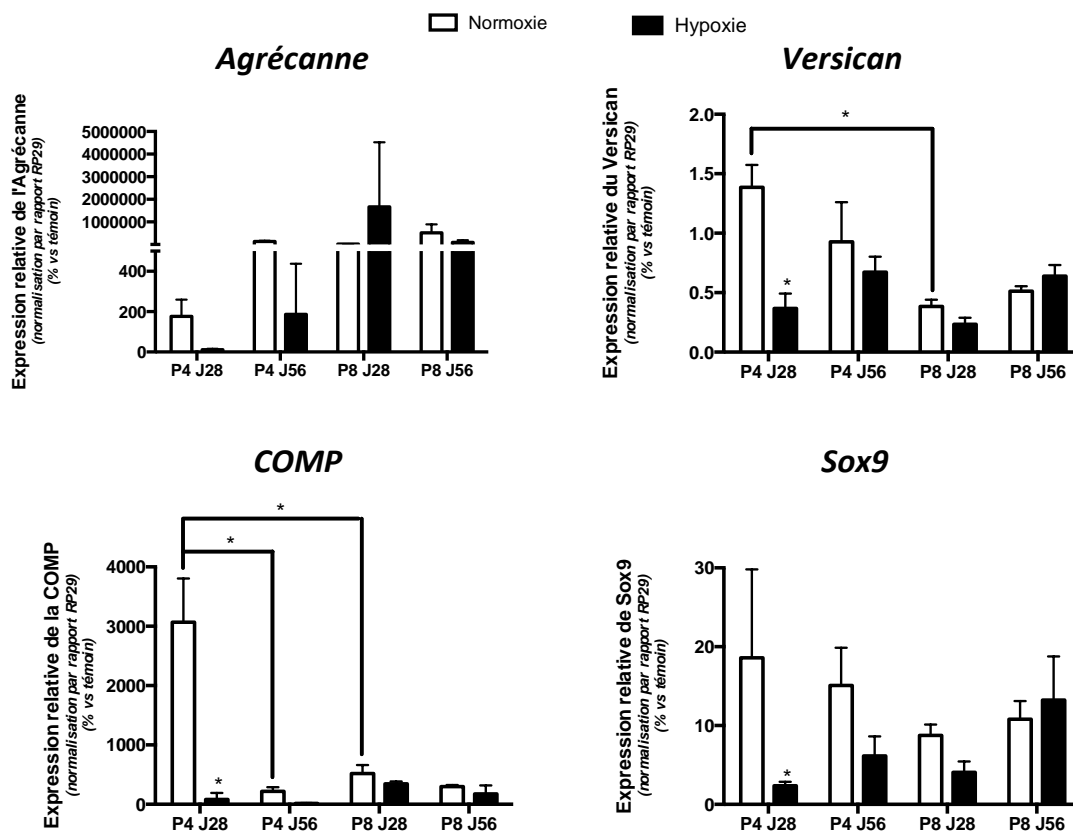 Normoxie
Hypoxie
Agrécanne
Expression relative de l'Agrécanne
(normalisation par rapport RP29)
(% vs témoin)
5000000
4000000
3000000
2000000
1000000
400
200
0
P4 J28
P4 J56
P8 J28
P8 J56
Versican
Expression relative du Versican
(normalisation par rapport RP29)
(% vs témoin)
2.0
1.5
1.0
0.5
0.0
*
*
P4 J28
P4 J56
P8 J28
P8 J56
COMP
Expression relative de la COMP
(normalisation par rapport RP29)
(% vs témoin)
4000
3000
2000
1000
0
*
*
*
P4 J28
P4 J56
P8 J28
P8 J56
Sox9
Expression relative de Sox9
(normalisation par rapport RP29)
(% vs témoin)
30
20
10
0
*
P4 J28
P4 J56
P8 J28
P8 J56